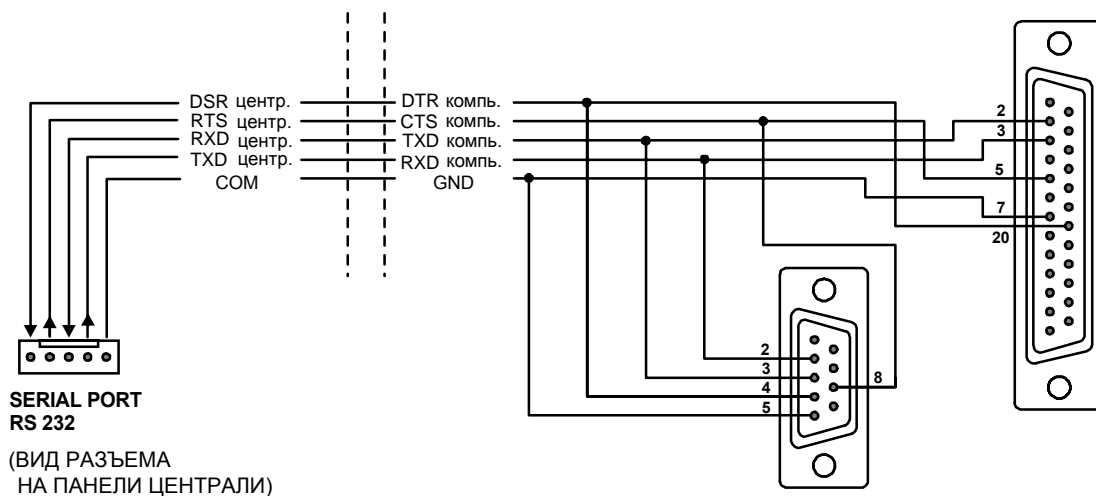 DSR центр. DTR компь.
RTS центр. CTS компь.
RXD центр. TXD компь.
TXD центр. RXD компь.
COM GND
2
3
5
7
20
2
3
4
5
8
SERIAL PORT
RS 232
(ВИД РАЗЪЕМА
НА ПАНЕЛИ ЦЕНТРАЛИ)